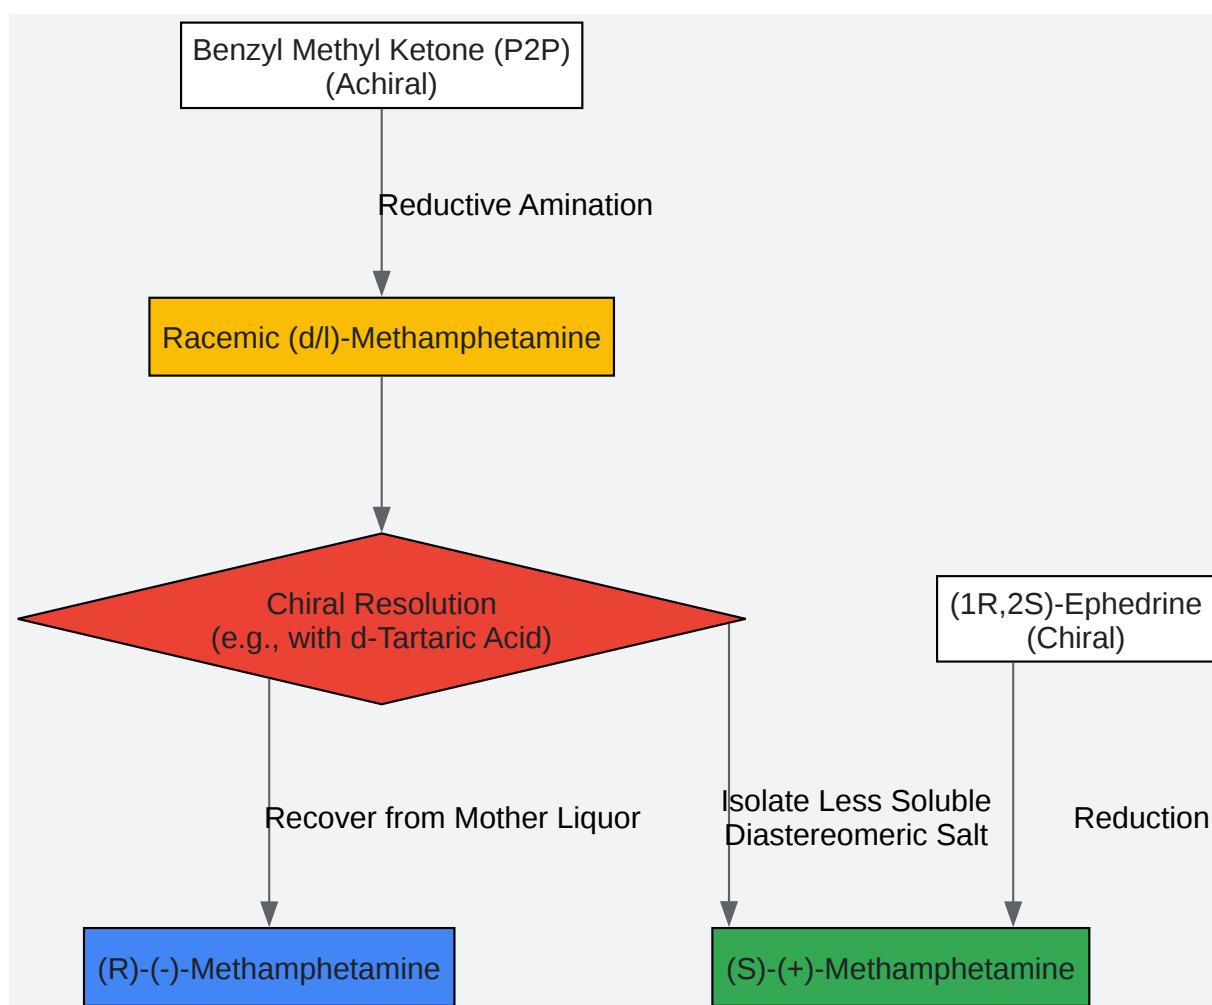 Benzyl Methyl Ketone (P2P)
(Achiral)
Reductive Amination
Racemic (d/l)-Methamphetamine
Chiral Resolution
(e.g., with d-Tartaric Acid)
(1R,2S)-Ephedrine
(Chiral)
Recover from Mother Liquor
Isolate Less Soluble
Diastereomeric Salt
Reduction
(R)-(-)-Methamphetamine
(S)-(+)-Methamphetamine